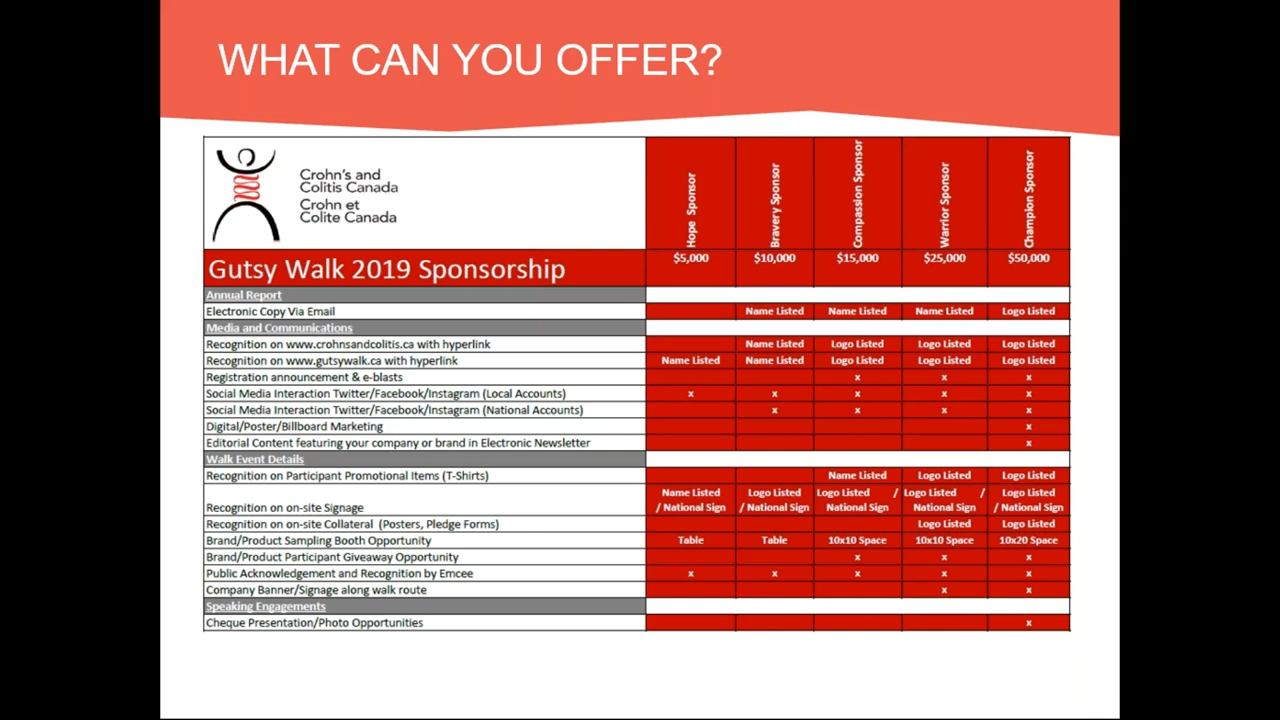 WHAT CAN YOU OFFER?
Crohn's and
Colitis Canada
Crohn et
Colite Canada
Hope Sponsor
Bravery Sponsor
Compassion Sponsor
Warrior Sponsor
Champion Sponsor
Gutsy Walk 2019 Sponsorship $5,000 $10,000 $15,000 $25,000 $50,000
Annual Report
Electronic Copy Via Email Name Listed Name Listed Name Listed Logo Listed
Media and Communications
Recognition on www.crohnsandcolitis.ca with hyperlink Name Listed Logo Listed Logo Listed Logo Listed
Recognition on www.gutsywalk.ca with hyperlink Name Listed Name Listed Logo Listed Logo Listed Logo Listed
Registration announcement & e-blasts x x x
Social Media Interaction Twitter/Facebook/Instagram (Local Accounts) x x x x x
Social Media Interaction Twitter/Facebook/Instagram (National Accounts) x x x x
Digital/Poster/Billboard Marketing x
Editorial Content featuring your company or brand in Electronic Newsletter x
Walk Event Details
Recognition on Participant Promotional Items (T-Shirts) Name Listed Logo Listed Logo Listed
Name Listed Logo Listed Logo Listed / Logo Listed / Logo Listed
Recognition on on-site Signage / National Sign / National Sign National Sign National Sign / National Sign
Recognition on on-site Collateral (Posters, Pledge Forms) Logo Listed Logo Listed
Brand/Product Sampling Booth Opportunity Table Table 10x10 Space 10x10 Space 10x20 Space
Brand/Product Participant Giveaway Opportunity x x x
Public Acknowledgement and Recognition by Emcee x x x x x
Company Banner/Signage along walk route x x
Speaking Engagements
Cheque Presentation/Photo Opportunities x